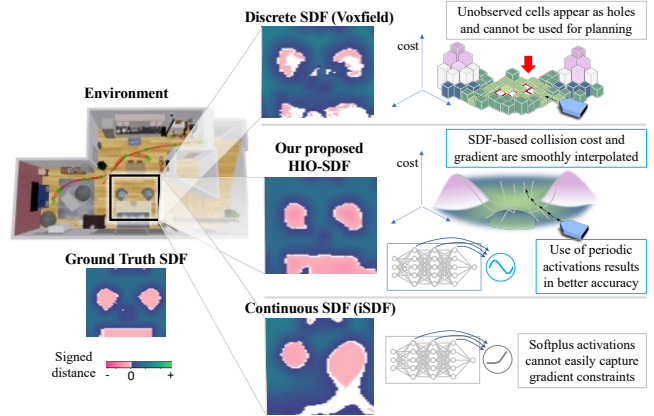 Discrete SDF (Voxfield)
cost
Unobserved cells appear as holes
and cannot be used for planning
Environment
Our proposed
HIO-SDF
cost
SDF-based collision cost and
gradient are smoothly interpolated
Use of periodic
activations results
in better accuracy
Ground Truth SDF
Signed
distance
- 0 +
Continuous SDF (iSDF)
Softplus activations
cannot easily capture
gradient constraints